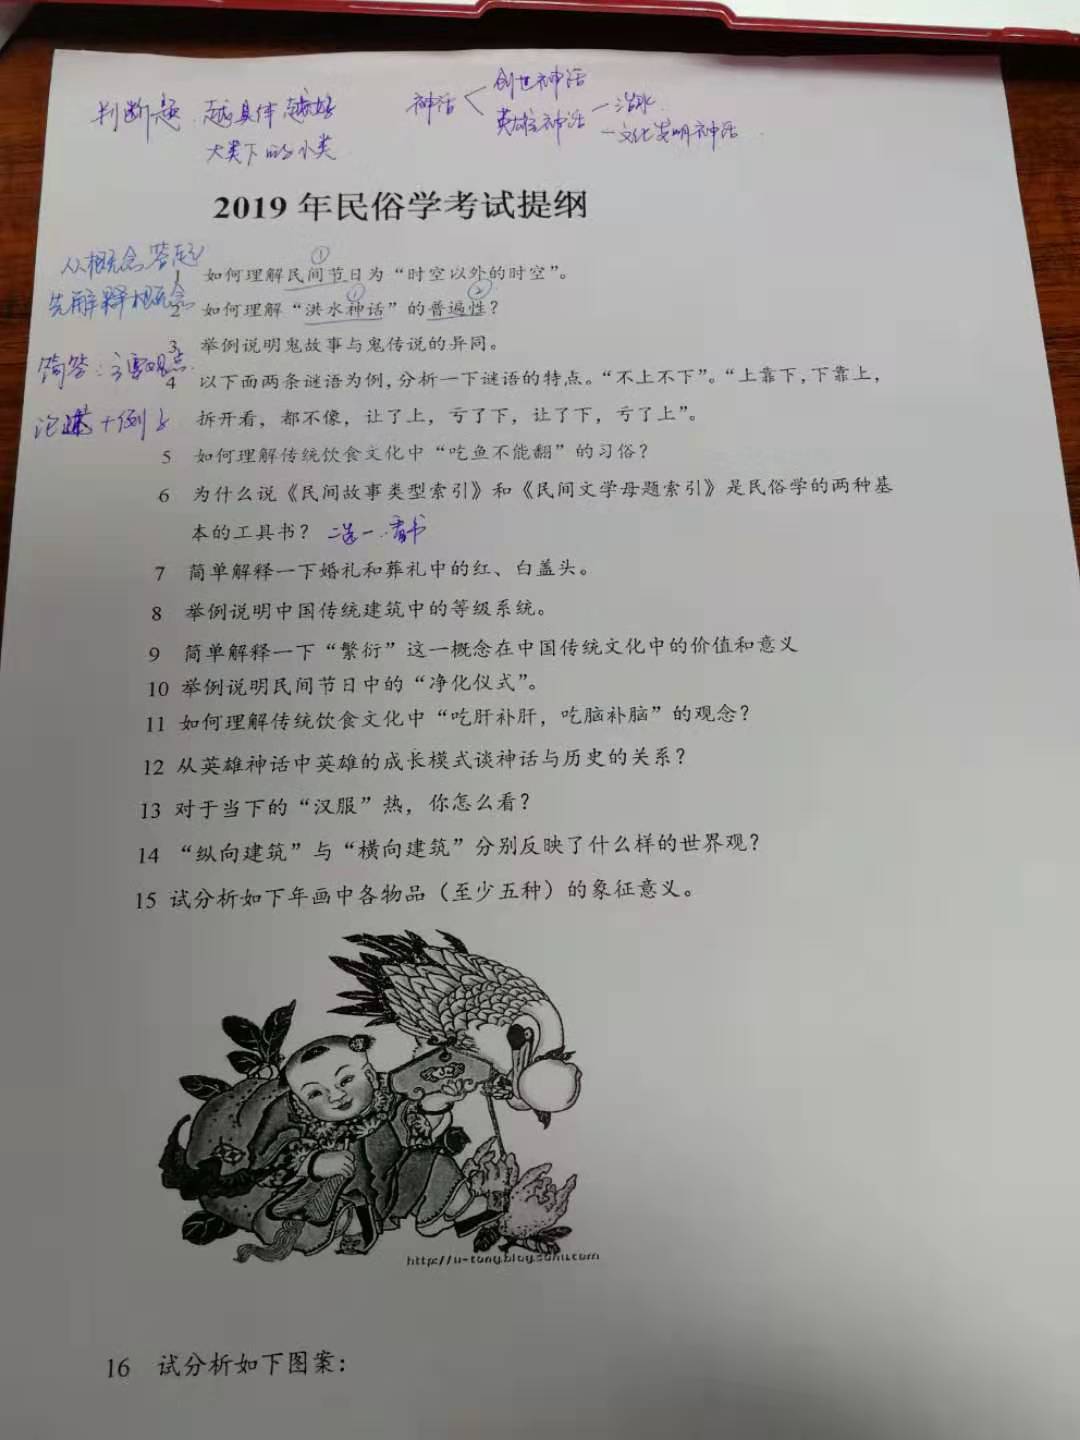 判断题 越具体越好
大类下的小类
神话
创世神话
英雄神话 — 治水
— 文化发明神话
2019 年民俗学考试提纲
从概念答起
先解释概念
简答：主要观点
论述+例子
1 如何理解民间节日为“时空以外的时空”。
①
2 如何理解“洪水神话”的普遍性？
① ②
3 举例说明鬼故事与鬼传说的异同。
4 以下面两条谜语为例，分析一下谜语的特点。“不上不下”。“上靠下，下靠上，
拆开看，都不像，让了上，亏了下，让了下，亏了上”。
5 如何理解传统饮食文化中“吃鱼不能翻”的习俗？
6 为什么说《民间故事类型索引》和《民间文学母题索引》是民俗学的两种基
本的工具书？ 二选一.看书
7 简单解释一下婚礼和葬礼中的红、白盖头。
8 举例说明中国传统建筑中的等级系统。
9 简单解释一下“繁衍”这一概念在中国传统文化中的价值和意义
10 举例说明民间节日中的“净化仪式”。
11 如何理解传统饮食文化中“吃肝补肝，吃脑补脑”的观念？
12 从英雄神话中英雄的成长模式谈神话与历史的关系？
13 对于当下的“汉服”热，你怎么看？
14 “纵向建筑”与“横向建筑”分别反映了什么样的世界观？
15 试分析如下年画中各物品（至少五种）的象征意义。
http://u-tang.blog.sohu.com
16 试分析如下图案：